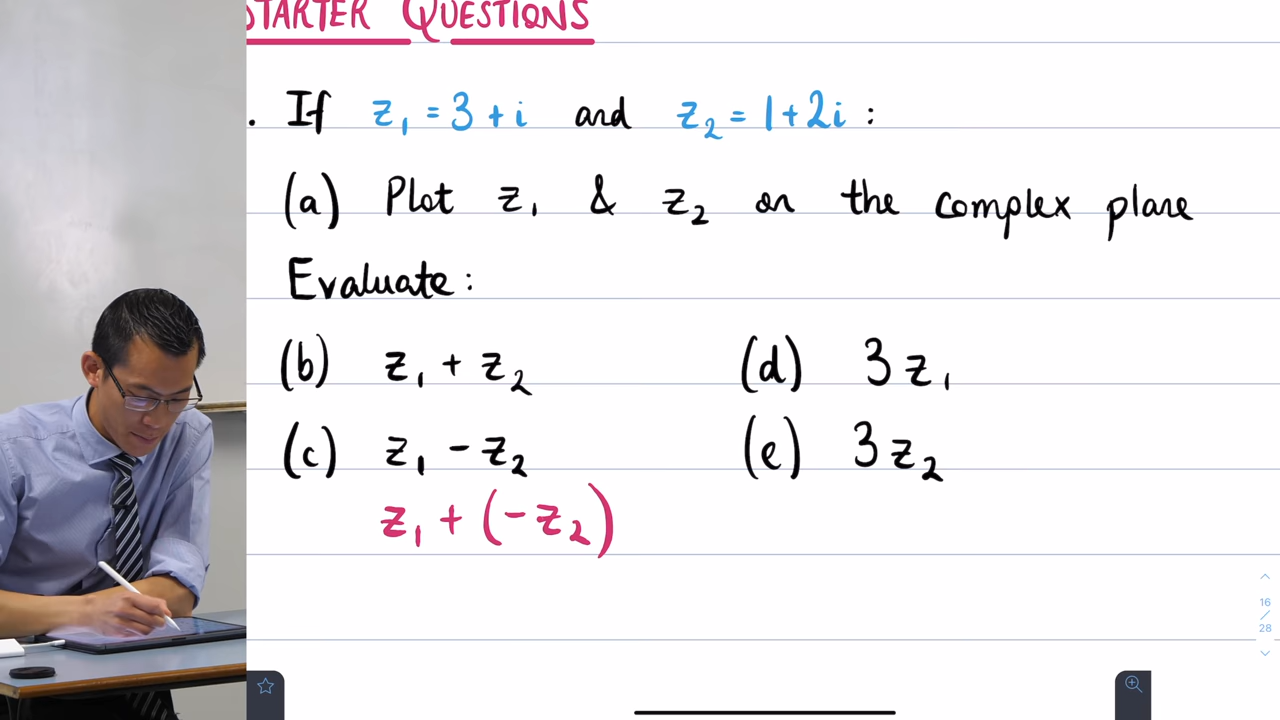 STARTER QUESTIONS
. If z₁ = 3 + i and z₂ = 1 + 2i :
(a) Plot z₁ & z₂ on the complex plane
Evaluate :
(b) z₁ + z₂
(c) z₁ - z₂
z₁ + (-z₂)
(d) 3z₁
(e) 3z₂
16
/
28